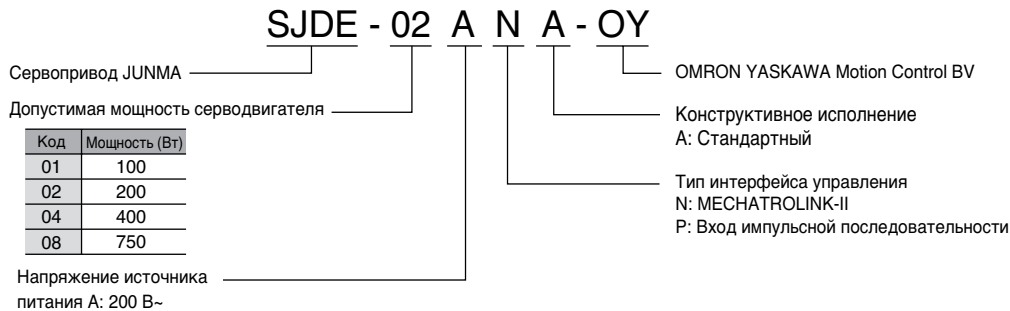 SJDE - 02 A N A - OY
Сервопривод JUNMA
Допустимая мощность серводвигателя
Код Мощность (Вт)
01 100
02 200
04 400
08 750
Напряжение источника
питания A: 200 В~
OMRON YASKAWA Motion Control BV
Конструктивное исполнение
A: Стандартный
Тип интерфейса управления
N: MECHATROLINK-II
P: Вход импульсной последовательности